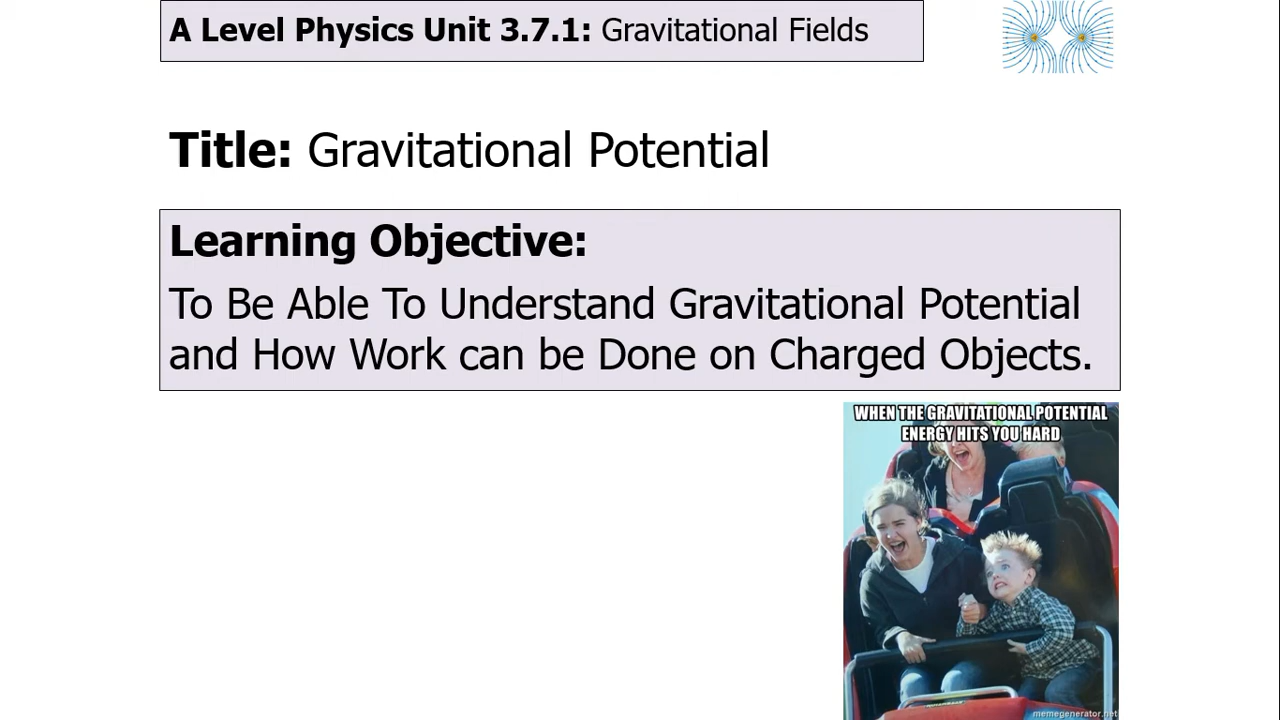 A Level Physics Unit 3.7.1: Gravitational Fields
Title: Gravitational Potential
Learning Objective:
To Be Able To Understand Gravitational Potential
and How Work can be Done on Charged Objects.
WHEN THE GRAVITATIONAL POTENTIAL
ENERGY HITS YOU HARD
memegenerator.net